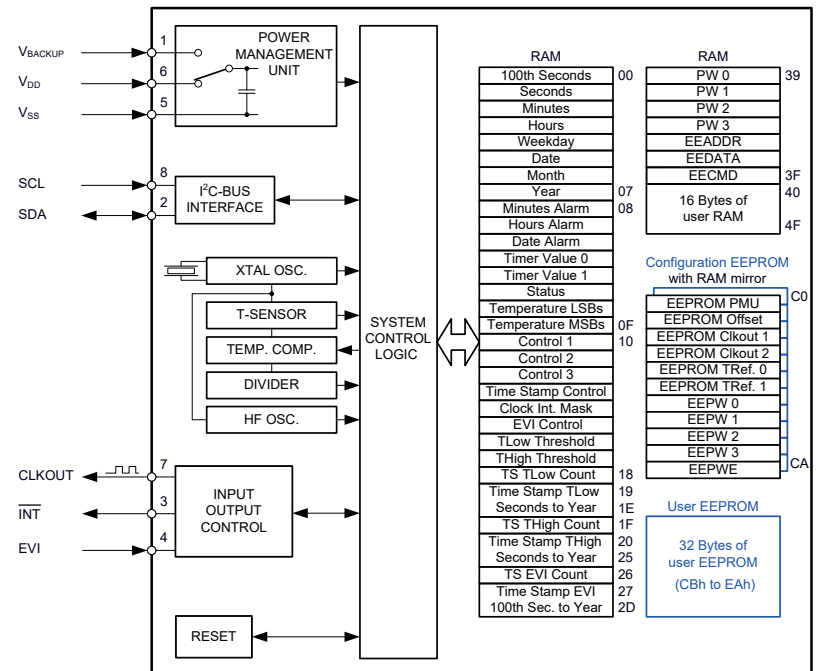 POWER
MANAGEMENT
UNIT
VBACKUP
1
VDD
6
VSS
5
SCL
8
SDA
2
I²C-BUS
INTERFACE
XTAL OSC.
T-SENSOR
TEMP. COMP.
DIVIDER
HF OSC.
CLKOUT
7
INT
3
EVI
4
INPUT
OUTPUT
CONTROL
RESET
SYSTEM
CONTROL
LOGIC
RAM
100th Seconds 00
Seconds
Minutes
Hours
Weekday
Date
Month
Year 07
Minutes Alarm 08
Hours Alarm
Date Alarm
Timer Value 0
Timer Value 1
Status
Temperature LSBs
Temperature MSBs 0F
Control 1 10
Control 2
Control 3
Time Stamp Control
Clock Int. Mask
EVI Control
TLow Threshold
THigh Threshold
TS TLow Count 18
Time Stamp TLow 19
Seconds to Year 1E
TS THigh Count 1F
Time Stamp THigh 20
Seconds to Year 25
TS EVI Count 26
Time Stamp EVI 27
100th Sec. to Year 2D
RAM
PW 0 39
PW 1
PW 2
PW 3
EEADDR
EEDATA
EECMD 3F
16 Bytes of 40
user RAM
4F
Configuration EEPROM
with RAM mirror
EEPROM PMU C0
EEPROM Offset
EEPROM Clkout 1
EEPROM Clkout 2
EEPROM TRef. 0
EEPROM TRef. 1
EEPW 0
EEPW 1
EEPW 2
EEPW 3
EEPWE CA
User EEPROM
32 Bytes of
user EEPROM
(CBh to EAh)